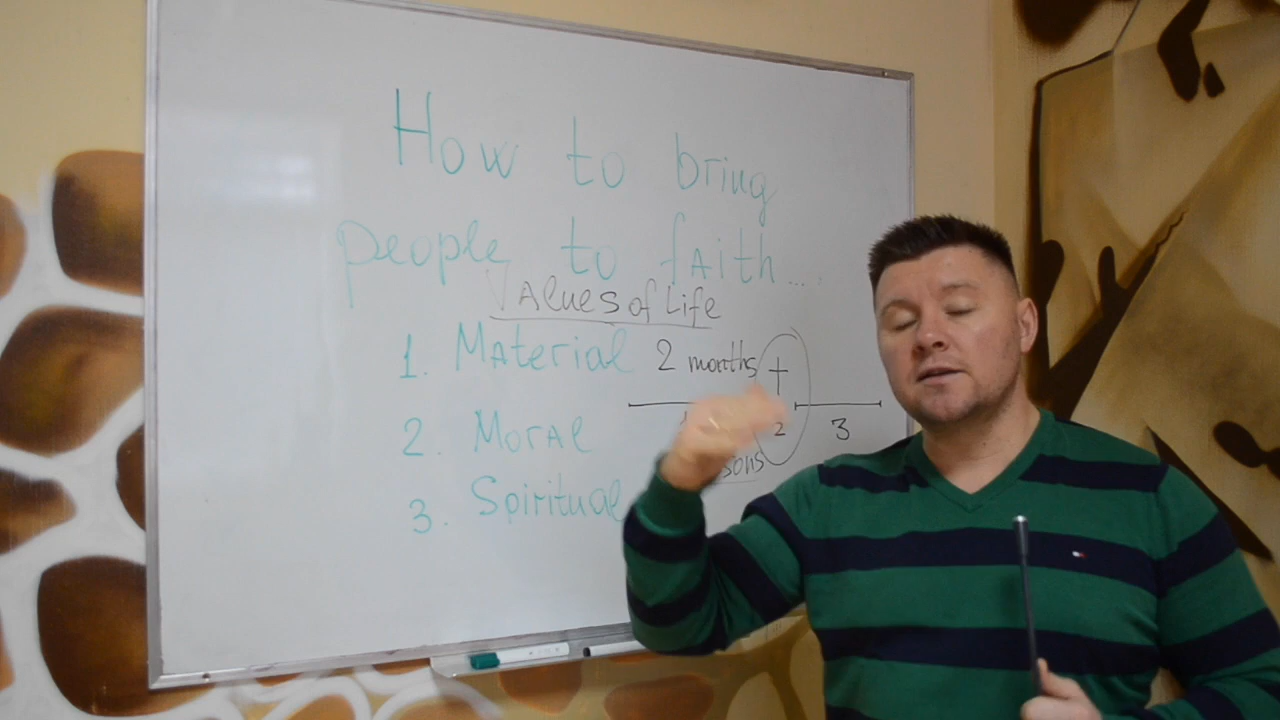 How to bring
people to faith...
Values of Life
1. Material 2 months +
2. Moral 2 3
3. Spiritual